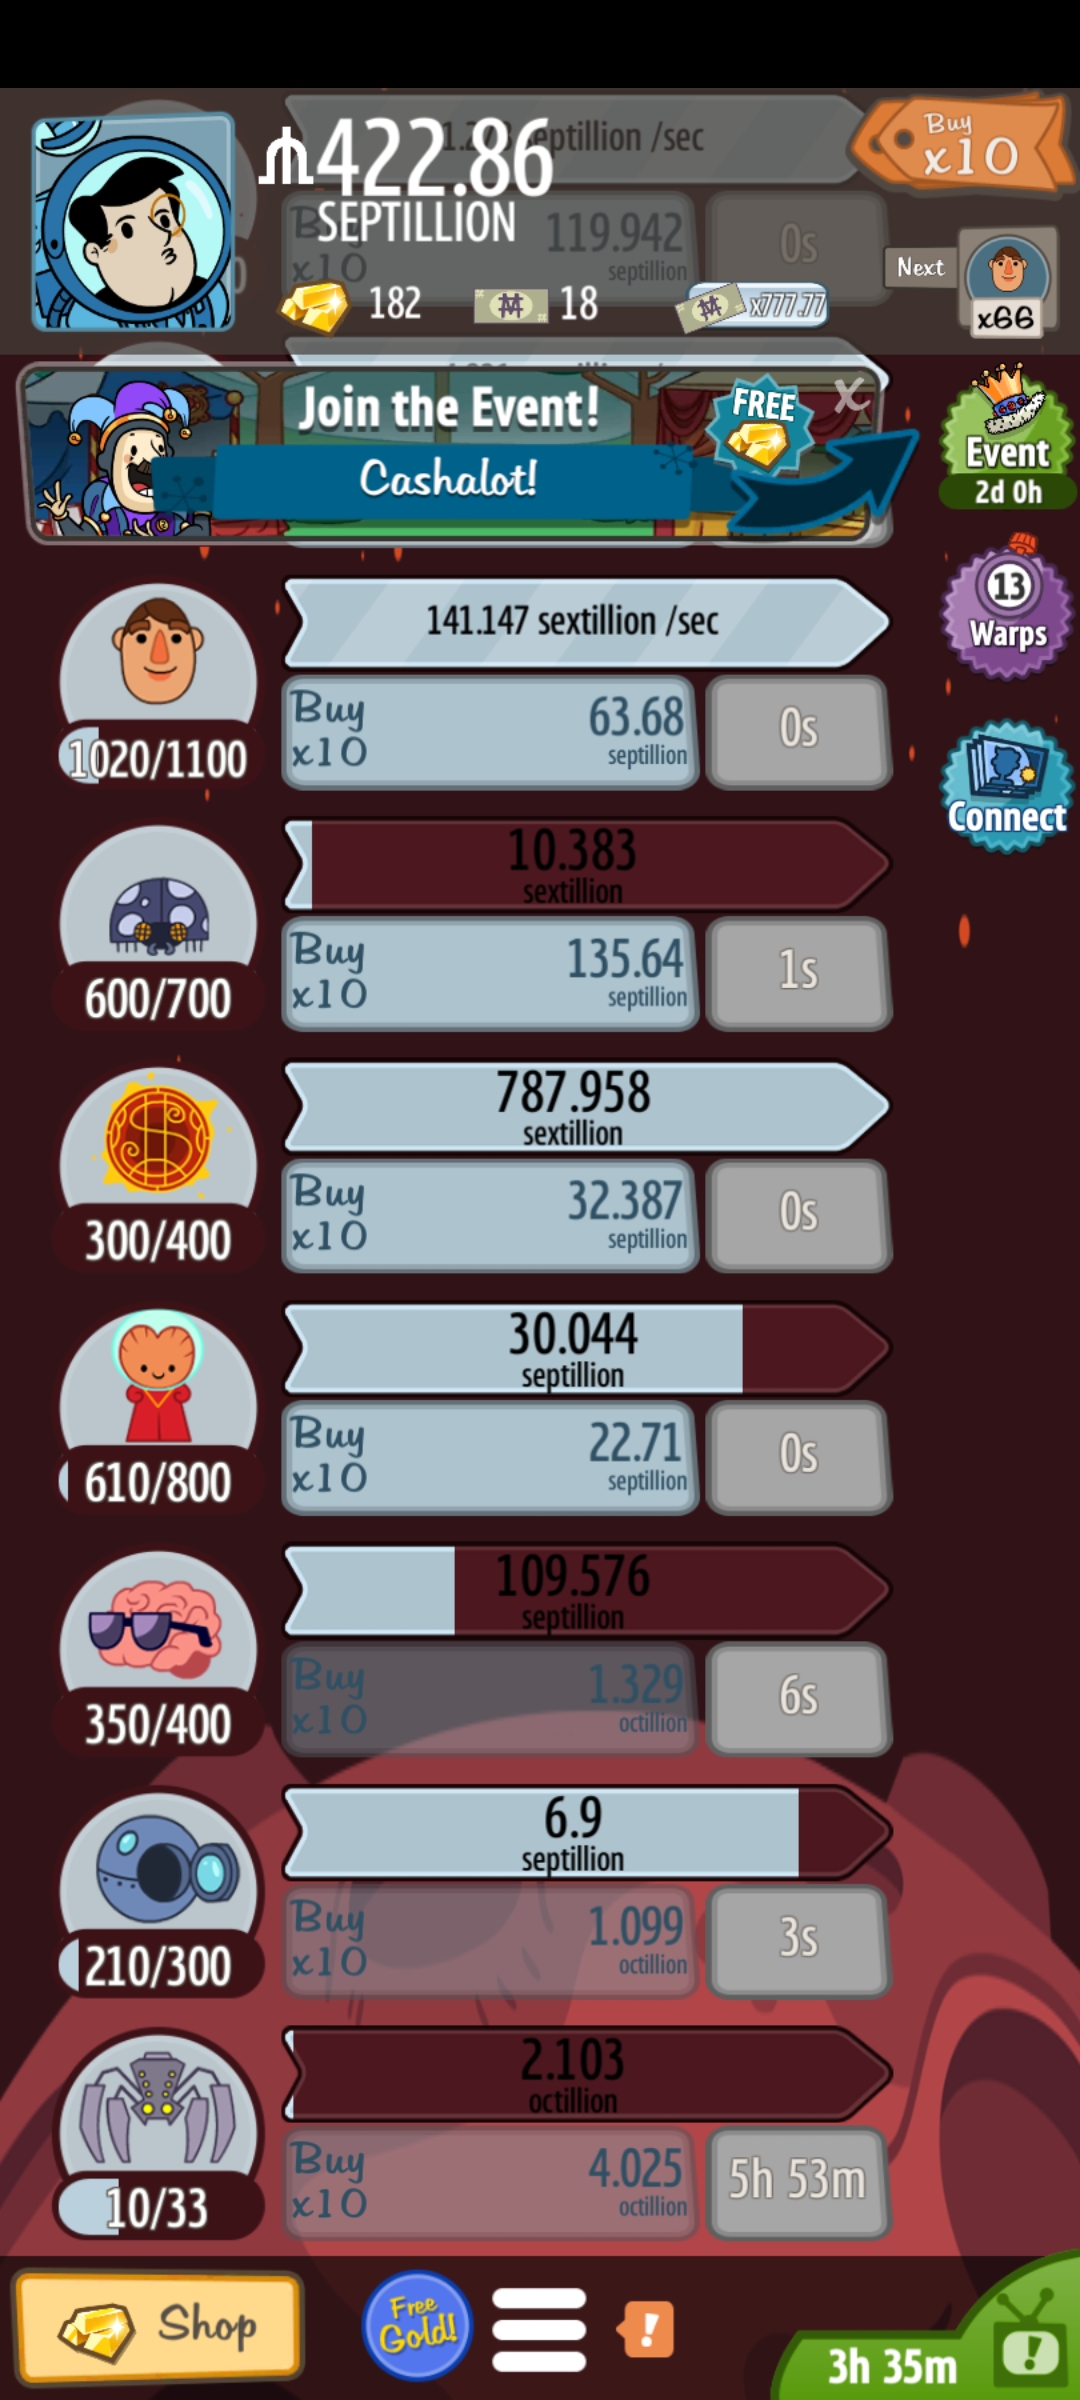 ₼422.86
SEPTILLION
septillion /sec
Buy
x10
Buy
x10
119.942
septillion
0s
182
18
x777.77
Next
x66
Join the Event!
FREE
X
Cashalot!
Event
2d 0h
141.147 sextillion /sec
13
Warps
Buy
x10
63.68
septillion
0s
1020/1100
Connect
10.383
sextillion
Buy
x10
135.64
septillion
1s
600/700
787.958
sextillion
Buy
x10
32.387
septillion
0s
300/400
30.044
septillion
Buy
x10
22.71
septillion
0s
610/800
109.576
septillion
Buy
x10
1.329
octillion
6s
350/400
6.9
septillion
Buy
x10
1.099
octillion
3s
210/300
2.103
octillion
Buy
x10
4.025
octillion
5h 53m
10/33
Shop
Free
Gold!
!
3h 35m
!